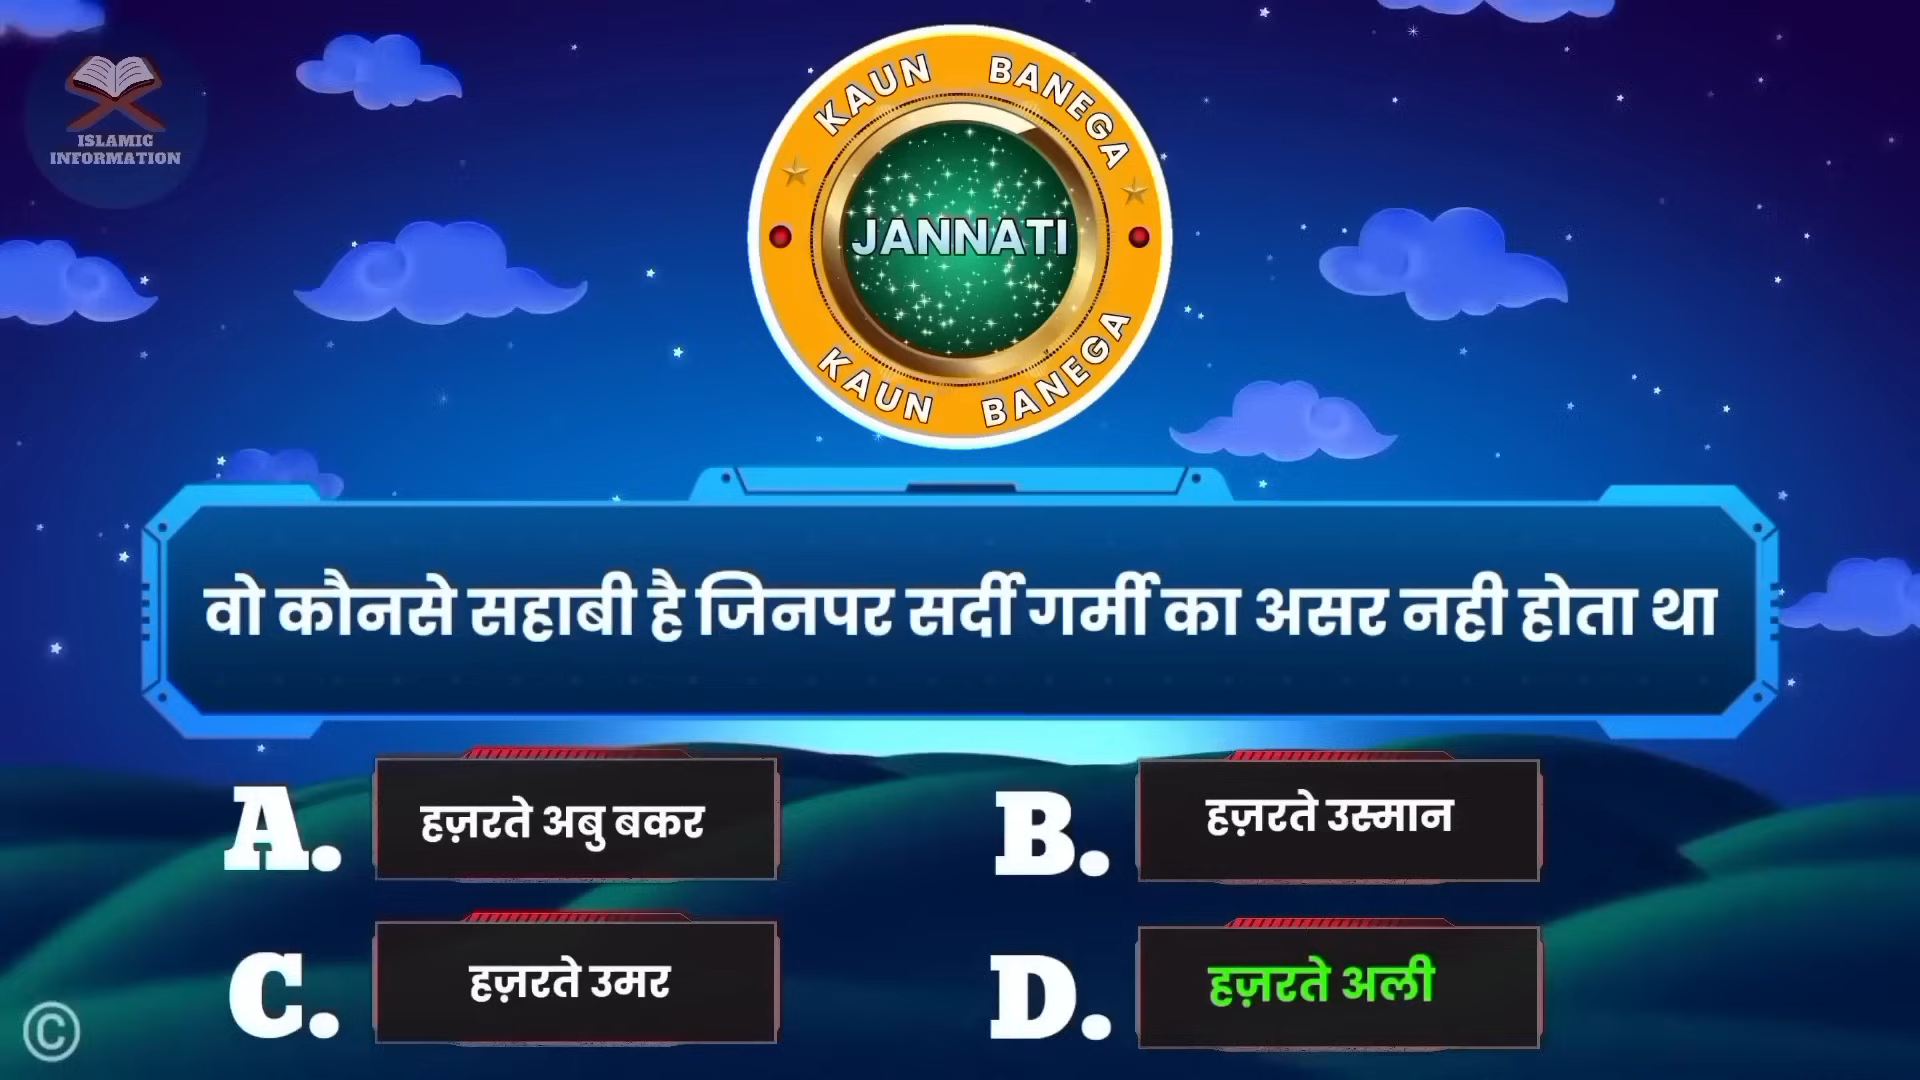 ISLAMIC
INFORMATION
KAUN BANEGA
JANNATI
KAUN BANEGA
वो कौनसे सहाबी है जिनपर सर्दी गर्मी का असर नही होता था
A. हज़रते अबु बकर
B. हज़रते उस्मान
C. हज़रते उमर
D. हज़रते अली
©